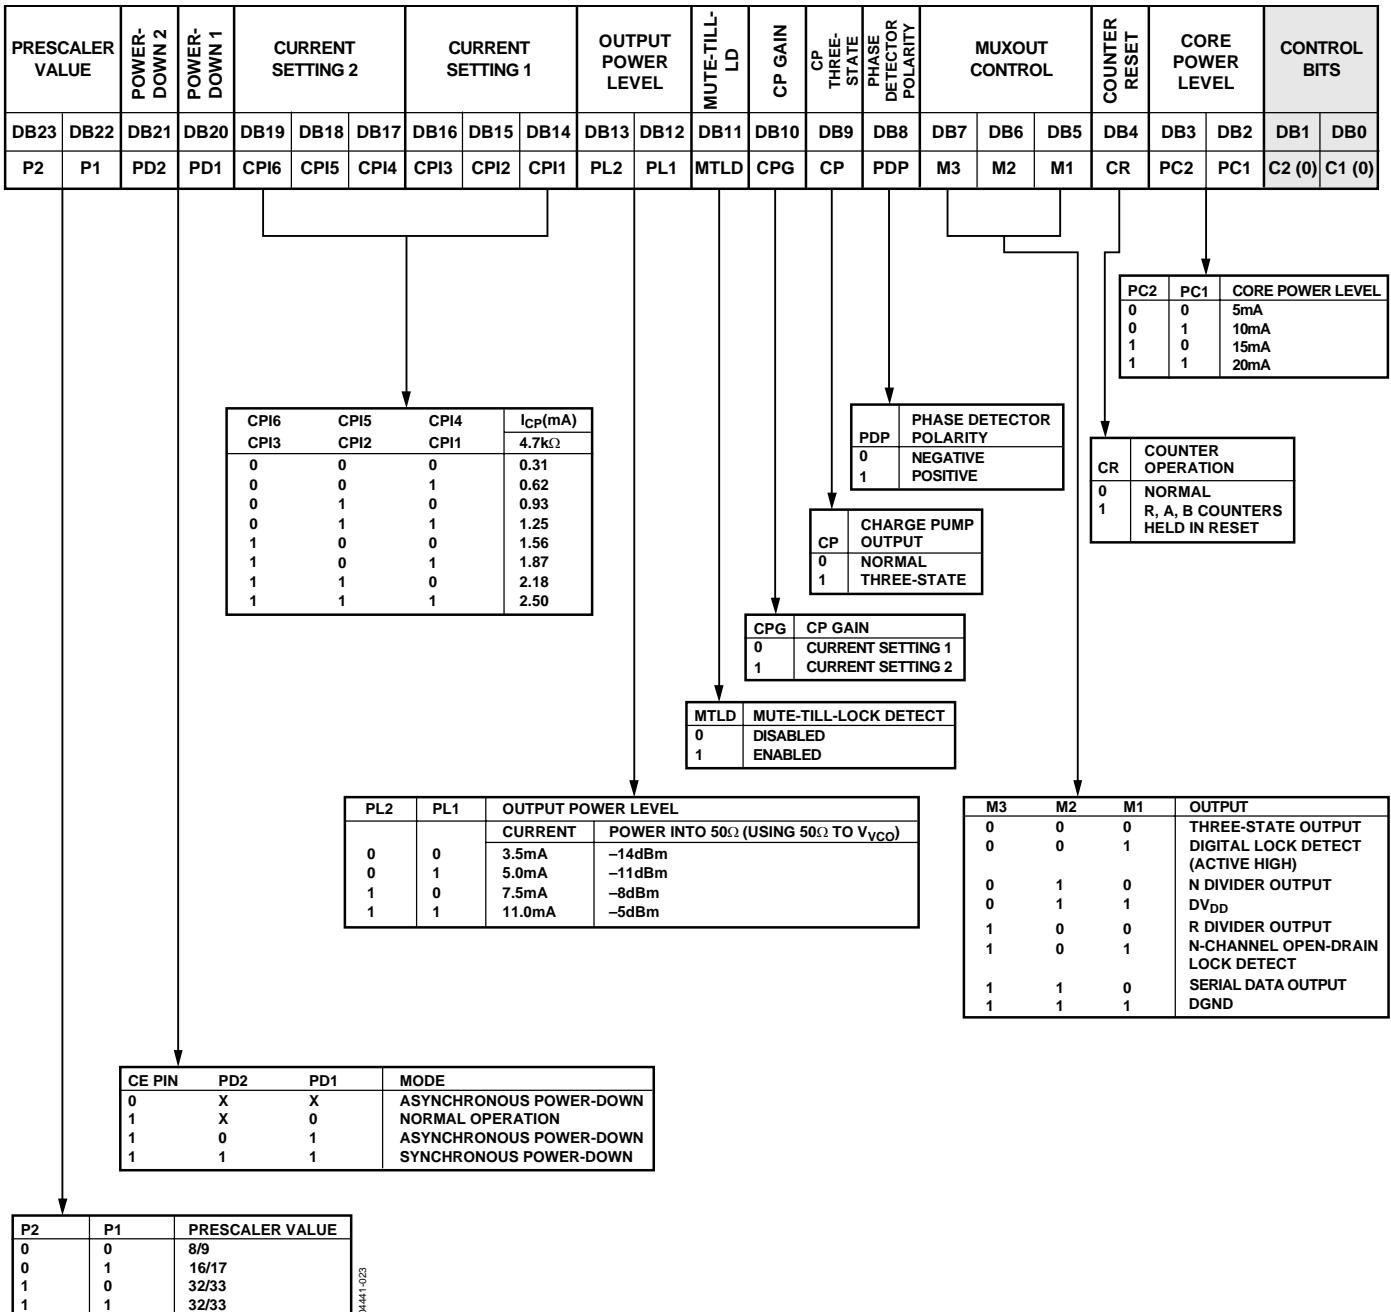 PRESCALER VALUE
POWER-DOWN 2
POWER-DOWN 1
CURRENT SETTING 2
CURRENT SETTING 1
OUTPUT POWER LEVEL
MUTE-TILL-LD
CP GAIN
CP THREE-STATE
PHASE DETECTOR POLARITY
MUXOUT CONTROL
COUNTER RESET
CORE POWER LEVEL
CONTROL BITS
DB23 DB22 DB21 DB20 DB19 DB18 DB17 DB16 DB15 DB14 DB13 DB12 DB11 DB10 DB9 DB8 DB7 DB6 DB5 DB4 DB3 DB2 DB1 DB0
P2 P1 PD2 PD1 CPI6 CPI5 CPI4 CPI3 CPI2 CPI1 PL2 PL1 MTLD CPG CP PDP M3 M2 M1 CR PC2 PC1 C2 (0) C1 (0)
PC2 PC1 CORE POWER LEVEL
0 0 5mA
0 1 10mA
1 0 15mA
1 1 20mA
CPI6 CPI5 CPI4 ICP(mA)
CPI3 CPI2 CPI1 4.7kΩ
0 0 0 0.31
0 0 1 0.62
0 1 0 0.93
0 1 1 1.25
1 0 0 1.56
1 0 1 1.87
1 1 0 2.18
1 1 1 2.50
PDP PHASE DETECTOR POLARITY
0 NEGATIVE
1 POSITIVE
CR COUNTER OPERATION
0 NORMAL
1 R, A, B COUNTERS
HELD IN RESET
CP CHARGE PUMP OUTPUT
0 NORMAL
1 THREE-STATE
CPG CP GAIN
0 CURRENT SETTING 1
1 CURRENT SETTING 2
MTLD MUTE-TILL-LOCK DETECT
0 DISABLED
1 ENABLED
PL2 PL1 OUTPUT POWER LEVEL
CURRENT POWER INTO 50Ω (USING 50Ω TO VVCO)
0 0 3.5mA –14dBm
0 1 5.0mA –11dBm
1 0 7.5mA –8dBm
1 1 11.0mA –5dBm
M3 M2 M1 OUTPUT
0 0 0 THREE-STATE OUTPUT
0 0 1 DIGITAL LOCK DETECT
(ACTIVE HIGH)
0 1 0 N DIVIDER OUTPUT
0 1 1 DVDD
1 0 0 R DIVIDER OUTPUT
1 0 1 N-CHANNEL OPEN-DRAIN
LOCK DETECT
1 1 0 SERIAL DATA OUTPUT
1 1 1 DGND
CE PIN PD2 PD1 MODE
0 X X ASYNCHRONOUS POWER-DOWN
1 X 0 NORMAL OPERATION
1 0 1 ASYNCHRONOUS POWER-DOWN
1 1 1 SYNCHRONOUS POWER-DOWN
P2 P1 PRESCALER VALUE
0 0 8/9
0 1 16/17
1 0 32/33
1 1 32/33
04441-023